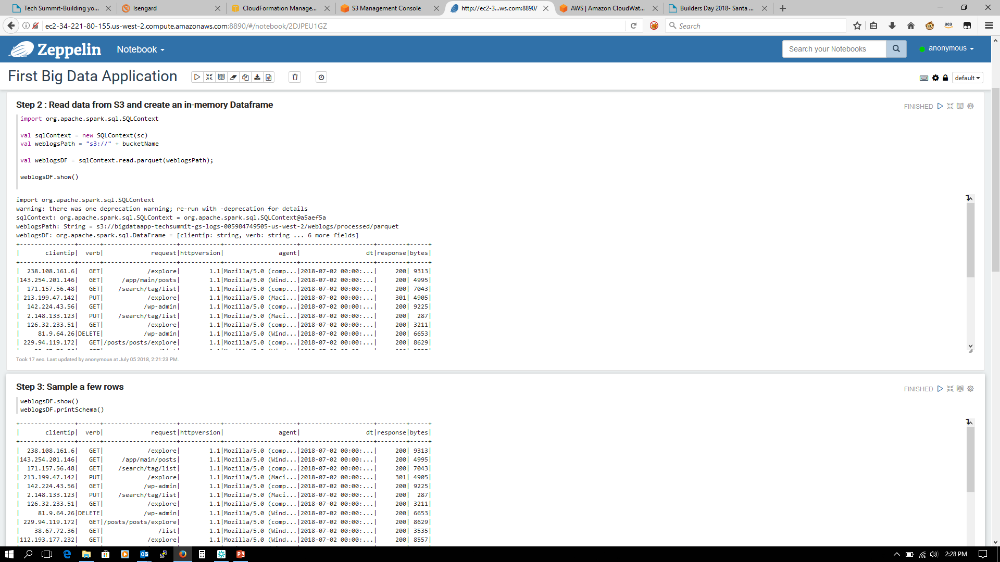 Tech Summit-Building yo...
Isengard
CloudFormation Manage...
S3 Management Console
http://ec2-3...ws.com:8890/
AWS | Amazon CloudWat...
Builders Day 2018- Santa ...
ec2-34-221-80-155.us-west-2.compute.amazonaws.com:8890/#/notebook/2DJPEU1GZ
Search
aea
Zeppelin
Notebook
Search your Notebooks
anonymous
First Big Data Application
default
Step 2 : Read data from S3 and create an in-memory Dataframe
FINISHED
import org.apache.spark.sql.SQLContext
val sqlContext = new SQLContext(sc)
val weblogsPath = "s3://" + bucketName
val weblogsDF = sqlContext.read.parquet(weblogsPath);
weblogsDF.show()
import org.apache.spark.sql.SQLContext
warning: there was one deprecation warning; re-run with -deprecation for details
sqlContext: org.apache.spark.sql.SQLContext = org.apache.spark.sql.SQLContext@a5aef5a
weblogsPath: String = s3://bigdataapp-techsummit-gs-logs-005984749505-us-west-2/weblogs/processed/parquet
weblogsDF: org.apache.spark.sql.DataFrame = [clientip: string, verb: string ... 6 more fields]
+---------------+------+--------------------+-----------+--------------------+--------------------+--------+-----+
|       clientip|  verb|             request|httpversion|               agent|                  dt|response|bytes|
+---------------+------+--------------------+-----------+--------------------+--------------------+--------+-----+
|  238.108.161.6|   GET|            /explore|        1.1|Mozilla/5.0 (comp...|2018-07-02 00:00:...|     200| 9313|
|143.254.201.146|   GET|     /app/main/posts|        1.1|Mozilla/5.0 (Wind...|2018-07-02 00:00:...|     200| 4995|
|  171.157.56.48|   GET|    /search/tag/list|        1.1|Mozilla/5.0 (comp...|2018-07-02 00:00:...|     200| 7043|
| 213.199.47.142|   PUT|            /explore|        1.1|Mozilla/5.0 (Maci...|2018-07-02 00:00:...|     301| 4905|
|  142.224.43.56|   GET|           /wp-admin|        1.1|Mozilla/5.0 (comp...|2018-07-02 00:00:...|     200| 9225|
|  2.148.133.123|   PUT|    /search/tag/list|        1.1|Mozilla/5.0 (Maci...|2018-07-02 00:00:...|     200|  287|
|  126.32.233.51|   GET|            /explore|        1.1|Mozilla/5.0 (comp...|2018-07-02 00:00:...|     200| 3211|
|     81.9.64.26|DELETE|           /wp-admin|        1.1|Mozilla/5.0 (Wind...|2018-07-02 00:00:...|     200| 6653|
| 229.94.119.172|   GET|/posts/posts/explore|        1.1|Mozilla/5.0 (comp...|2018-07-02 00:00:...|     200| 8629|
Took 17 sec. Last updated by anonymous at July 05 2018, 2:21:23 PM.
Step 3: Sample a few rows
FINISHED
weblogsDF.show()
weblogsDF.printSchema()
+---------------+------+--------------------+-----------+--------------------+--------------------+--------+-----+
|       clientip|  verb|             request|httpversion|               agent|                  dt|response|bytes|
+---------------+------+--------------------+-----------+--------------------+--------------------+--------+-----+
|  238.108.161.6|   GET|            /explore|        1.1|Mozilla/5.0 (comp...|2018-07-02 00:00:...|     200| 9313|
|143.254.201.146|   GET|     /app/main/posts|        1.1|Mozilla/5.0 (Wind...|2018-07-02 00:00:...|     200| 4995|
|  171.157.56.48|   GET|    /search/tag/list|        1.1|Mozilla/5.0 (comp...|2018-07-02 00:00:...|     200| 7043|
| 213.199.47.142|   PUT|            /explore|        1.1|Mozilla/5.0 (Maci...|2018-07-02 00:00:...|     301| 4905|
|  142.224.43.56|   GET|           /wp-admin|        1.1|Mozilla/5.0 (comp...|2018-07-02 00:00:...|     200| 9225|
|  2.148.133.123|   PUT|    /search/tag/list|        1.1|Mozilla/5.0 (Maci...|2018-07-02 00:00:...|     200|  287|
|  126.32.233.51|   GET|            /explore|        1.1|Mozilla/5.0 (comp...|2018-07-02 00:00:...|     200| 3211|
|     81.9.64.26|DELETE|           /wp-admin|        1.1|Mozilla/5.0 (Wind...|2018-07-02 00:00:...|     200| 6653|
| 229.94.119.172|   GET|/posts/posts/explore|        1.1|Mozilla/5.0 (comp...|2018-07-02 00:00:...|     200| 8629|
|    38.67.72.36|   GET|               /list|        1.1|Mozilla/5.0 (Wind...|2018-07-02 00:00:...|     200| 3535|
|112.193.177.232|   GET|            /explore|        1.1|Mozilla/5.0 (Wind...|2018-07-02 00:00:...|     200| 8557|
2:28 PM